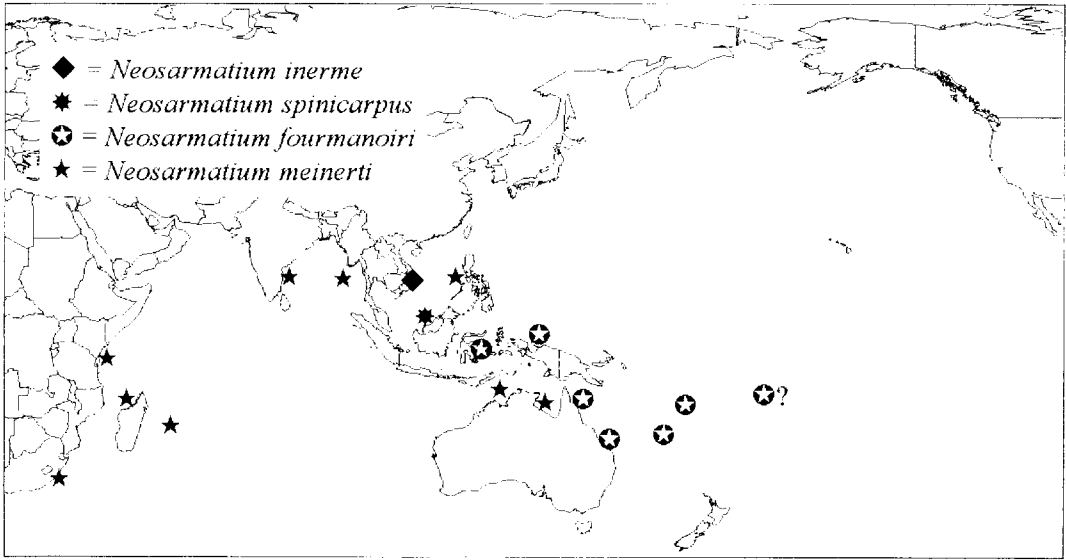 ◆ = Neosarmatium inerme
✸ = Neosarmatium spinicarpus
✪ = Neosarmatium fourmanoiri
★ = Neosarmatium meinerti
?